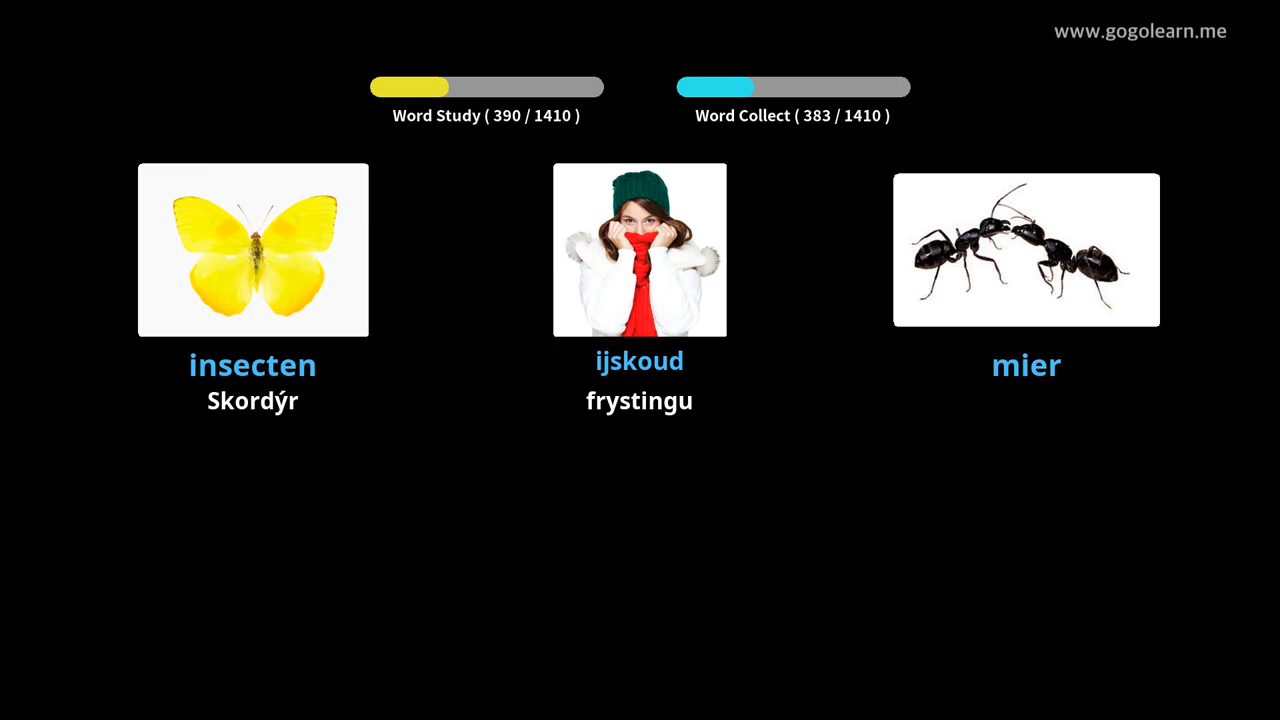 www.gogolearn.me
Word Study ( 390 / 1410 )
Word Collect ( 383 / 1410 )
insecten
ijskoud
mier
Skordýr
frystingu